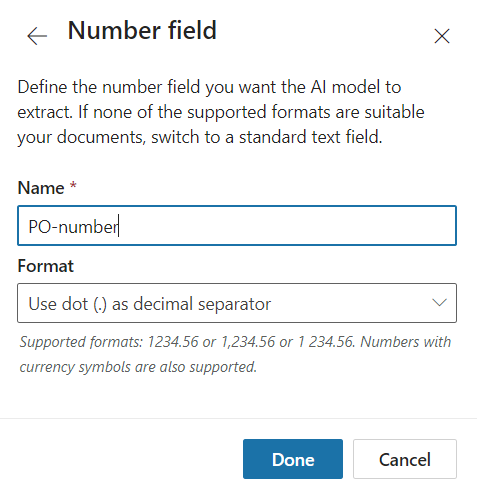 Number field
Define the number field you want the AI model to
extract. If none of the supported formats are suitable
your documents, switch to a standard text field.
Name *
PO-number
Format
Use dot (.) as decimal separator
Supported formats: 1234.56 or 1,234.56 or 1 234.56. Numbers with
currency symbols are also supported.
Done
Cancel